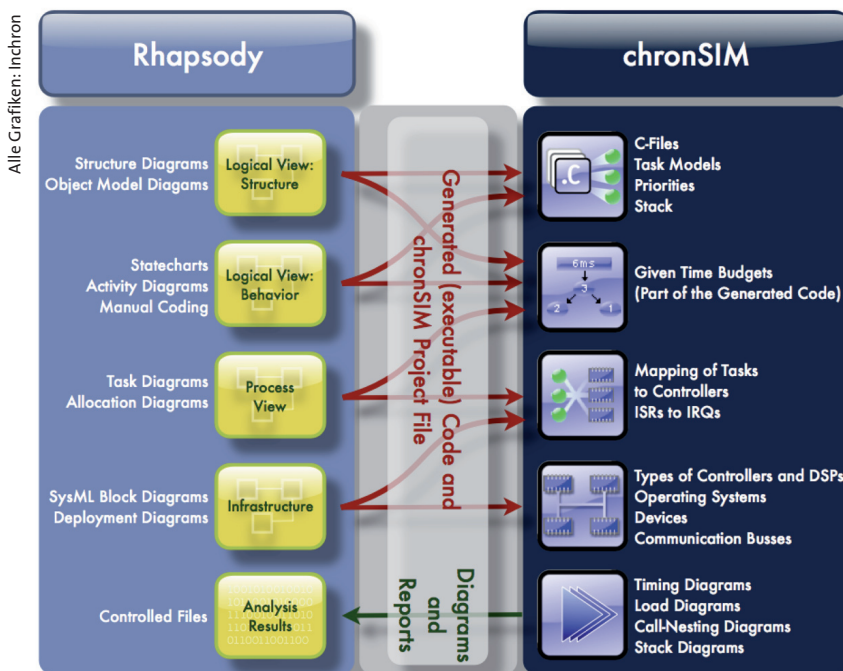 Alle Grafiken: Inchron
Rhapsody
chronSIM
Structure Diagrams
Object Model Diagams
Logical View:
Structure
C-Files
Task Models
Priorities
Stack
.C
Statecharts
Activity Diagrams
Manual Coding
Logical View:
Behavior
6ms
3
2
1
Given Time Budgets
(Part of the Generated Code)
Task Diagrams
Allocation Diagrams
Process
View
Mapping of Tasks
to Controllers
ISRs to IRQs
SysML Block Diagrams
Deployment Diagrams
Infrastructure
Types of Controllers and DSPs
Operating Systems
Devices
Communication Busses
Generated (executable) Code and
chronSIM Project File
Controlled Files
Analysis
Results
011001100
Diagrams
and
Reports
Timing Diagrams
Load Diagrams
Call-Nesting Diagrams
Stack Diagrams